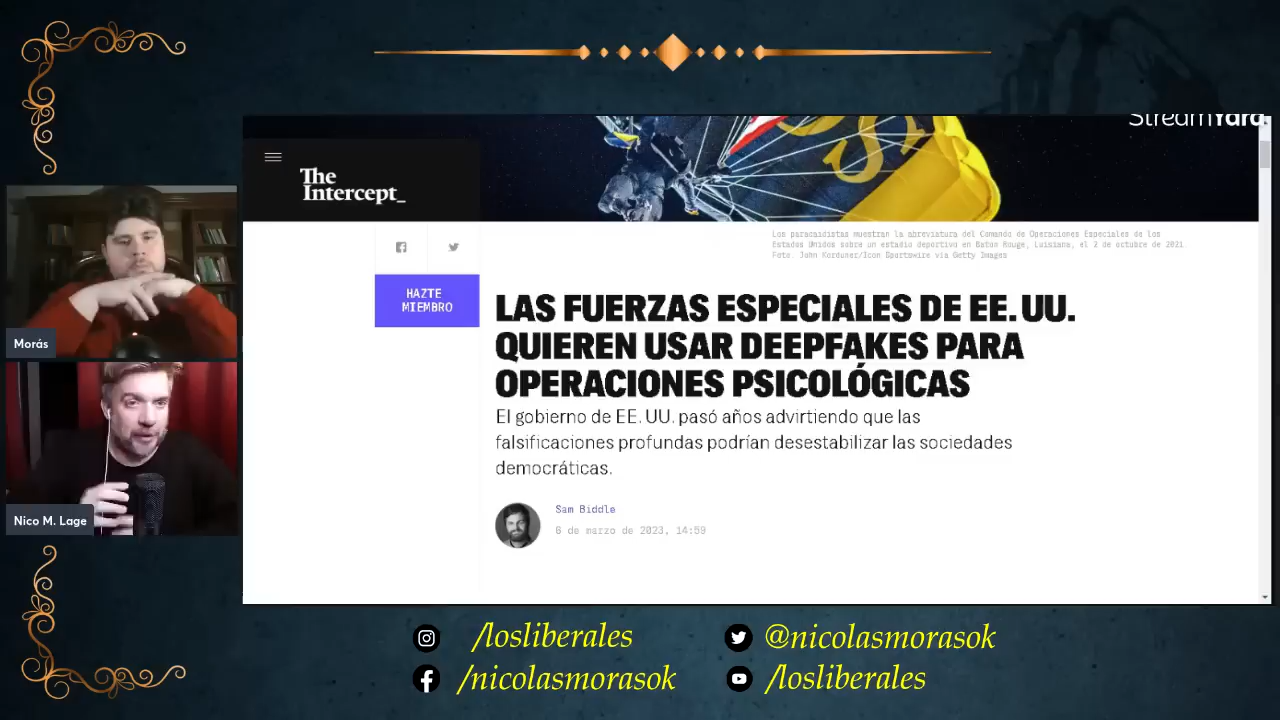 StreamYard
The
Intercept_
Los paracaidistas muestran la abreviatura del Comando de Operaciones Especiales de los
Estados Unidos sobre un estadio deportivo en Baton Rouge, Luisiana, el 2 de octubre de 2021.
Foto. John Korduner/Icon Sportswire via Getty Images
HAZTE
MIEMBRO
LAS FUERZAS ESPECIALES DE EE. UU.
QUIEREN USAR DEEPFAKES PARA
OPERACIONES PSICOLÓGICAS
El gobierno de EE. UU. pasó años advirtiendo que las
falsificaciones profundas podrían desestabilizar las sociedades
democráticas.
Sam Biddle
6 de marzo de 2023, 14:59
Morás
Nico M. Lage
/losliberales
@nicolasmorasok
/nicolasmorasok
/losliberales